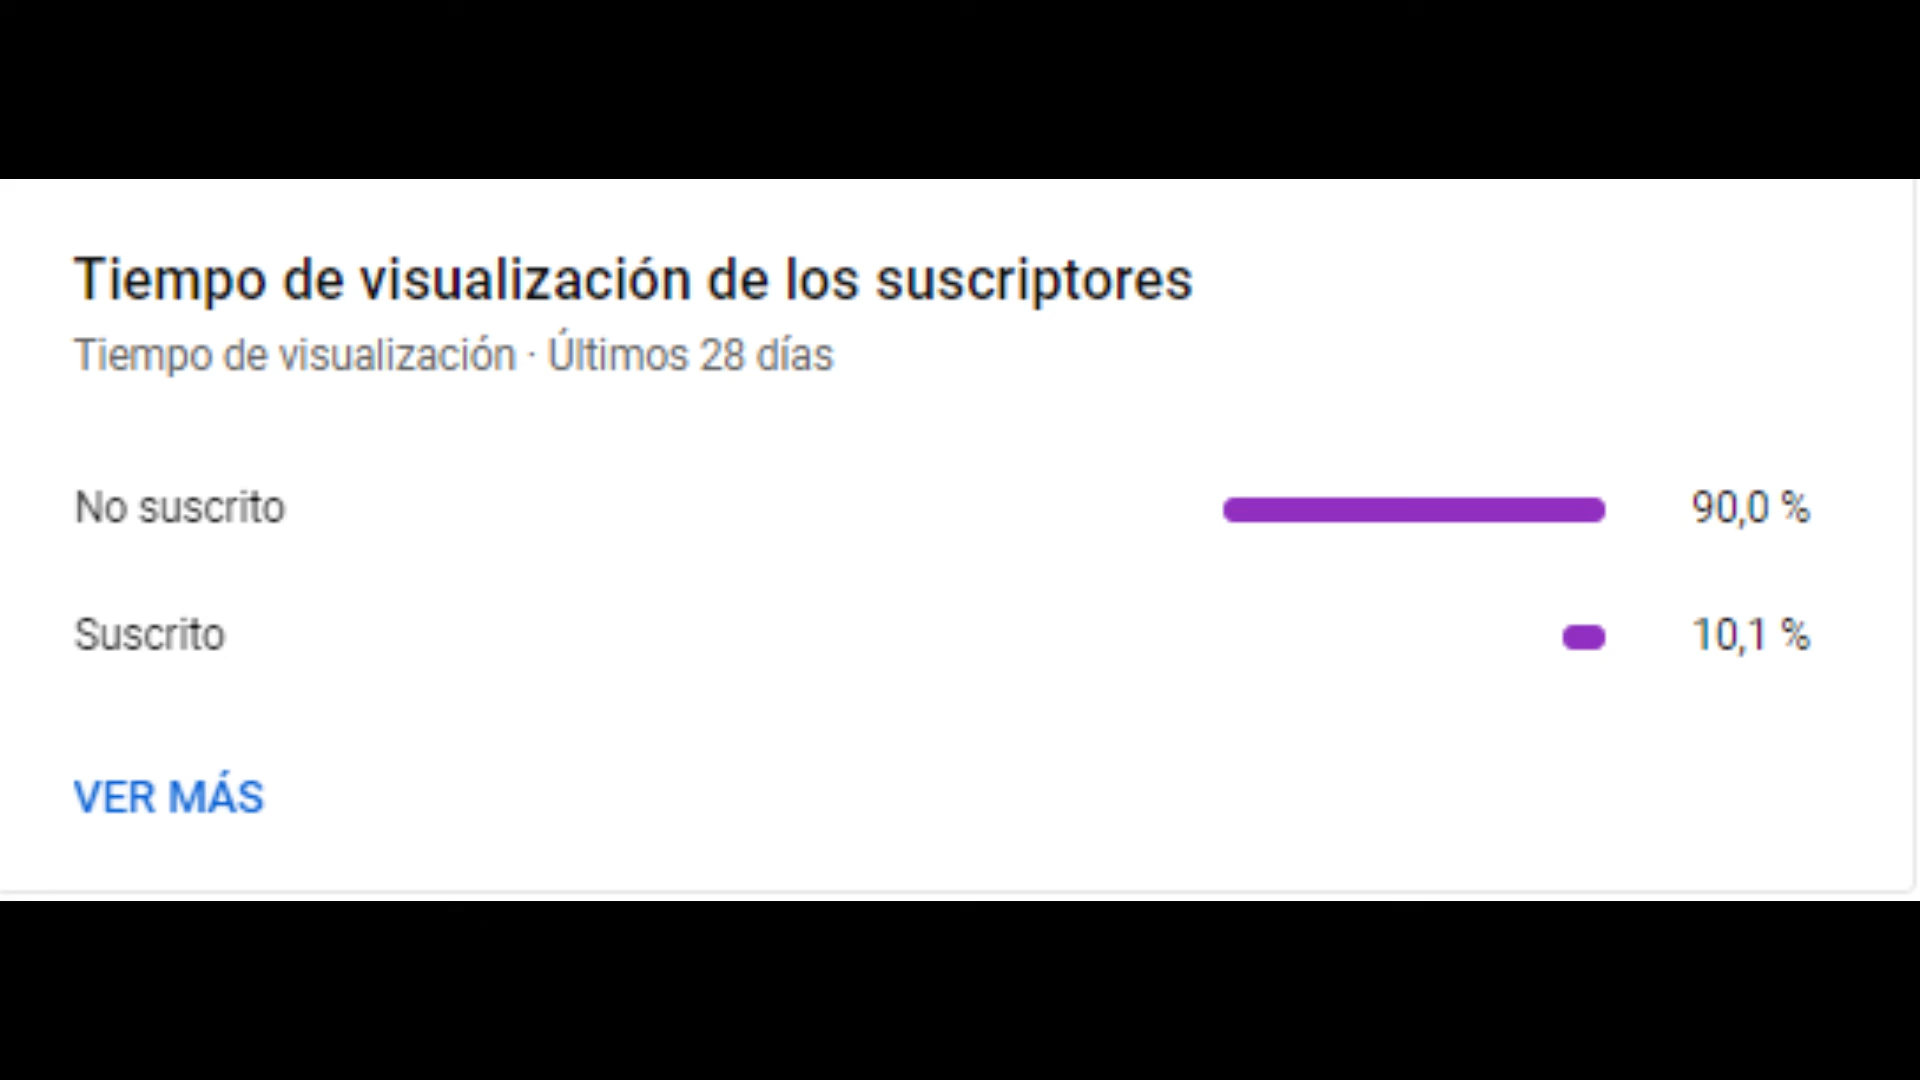 Tiempo de visualización de los suscriptores
Tiempo de visualización · Últimos 28 días
No suscrito 90,0 %
Suscrito 10,1 %
VER MÁS